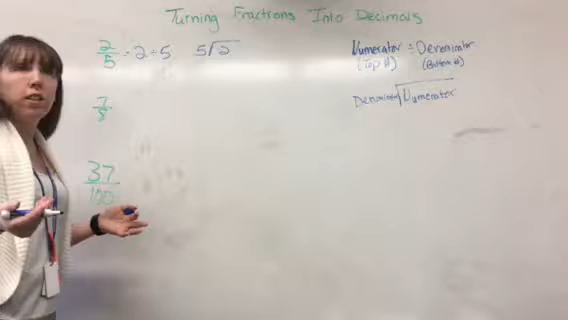 Turning Fractions Into Decimals
2/5 = 2 ÷ 5 5√2
Numerator ÷ Denominator
(Top #) (Bottom #)
Denominator√Numerator
7/8
37/100